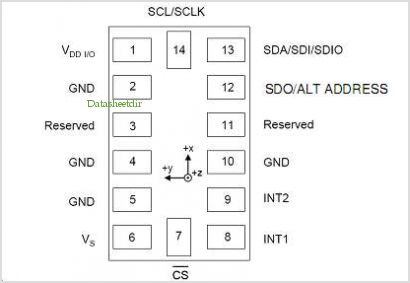 SCL/SCLK
VDD I/O 1 14 13 SDA/SDI/SDIO
GND 2 12 SDO/ALT ADDRESS
Datasheetdir
Reserved 3 11 Reserved
+x
GND 4 +y +z 10 GND
GND 5 9 INT2
VS 6 7 8 INT1
CS